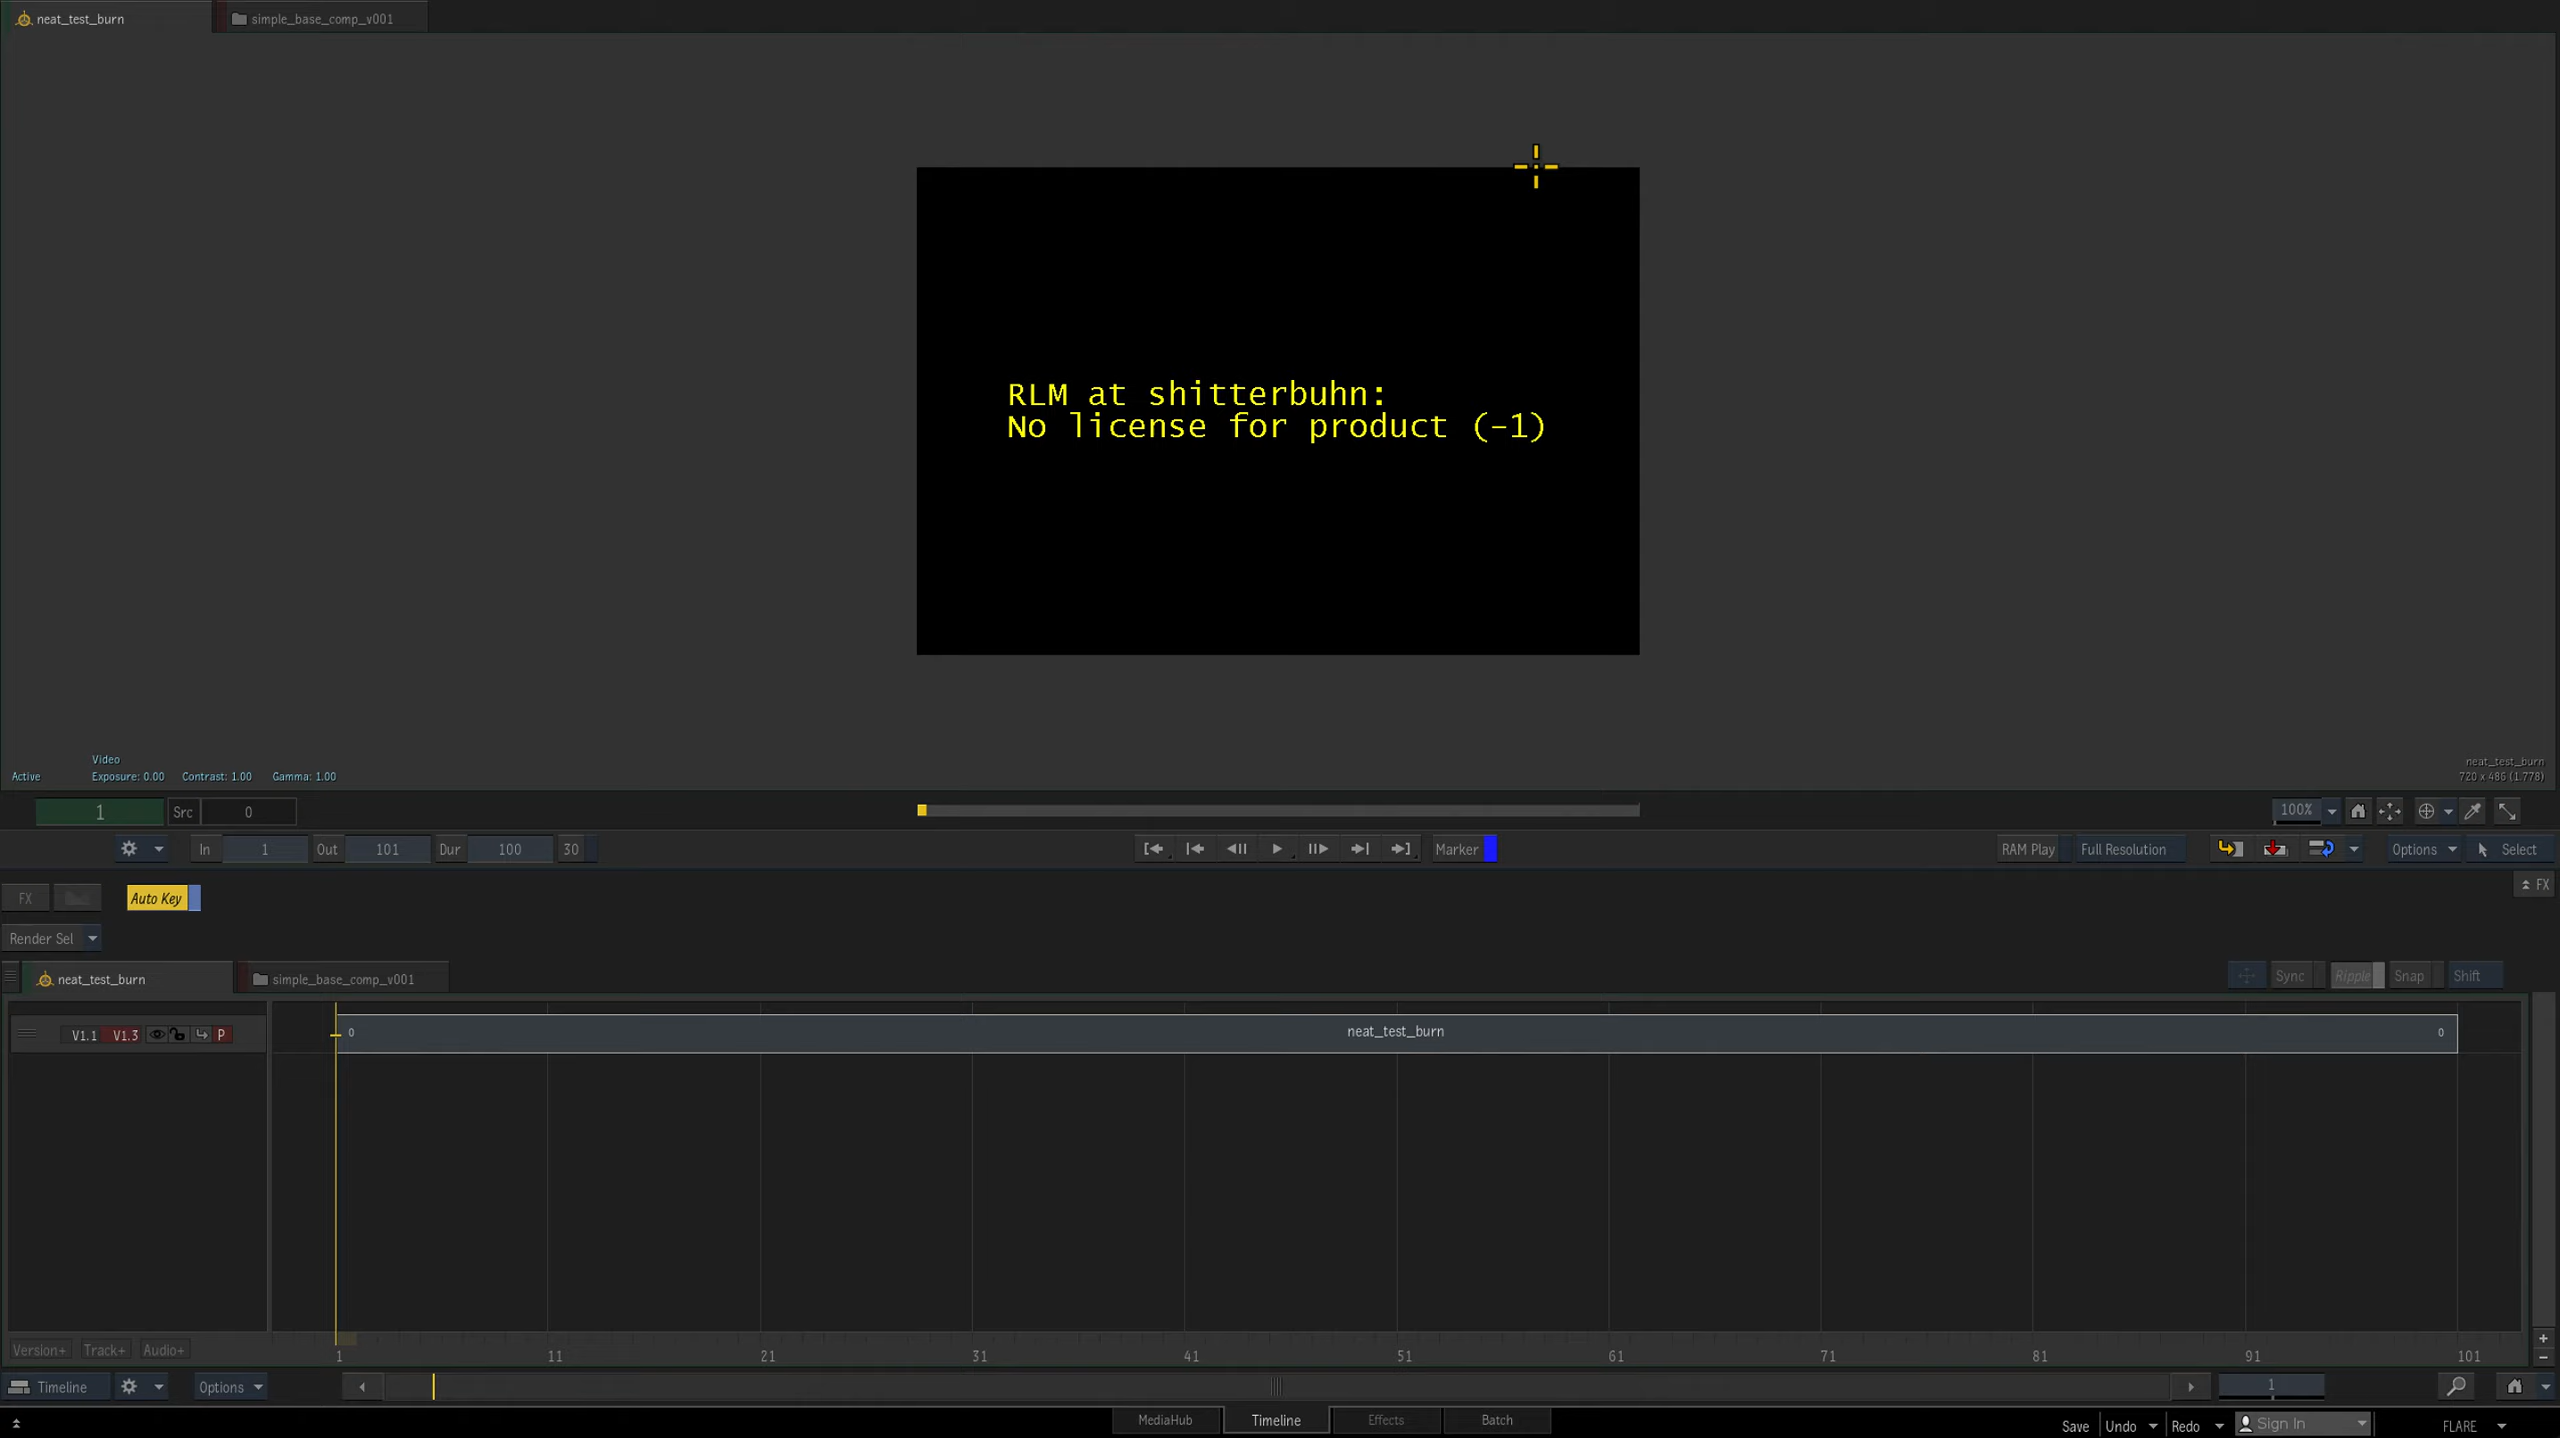 neat_test_burn simple_base_comp_v001
RLM at shitterbuhn:
No license for product (-1)
Video
Active Exposure: 0.00 Contrast: 1.00 Gamma: 1.00
neat_test_burn
720 x 486 (1.778)
1 Src 0 100%
In 1 Out 101 Dur 100 30 Marker RAM Play Full Resolution Options Select
FX Auto Key FX
Render Sel
neat_test_burn simple_base_comp_v001 Sync Ripple Snap Shift
V1.1 V1.3 P 0 neat_test_burn 0
Version+ Track+ Audio+ 1 11 21 31 41 51 61 71 81 91 101
Timeline Options 1
MediaHub Timeline Effects Batch Save Undo Redo Sign In FLARE